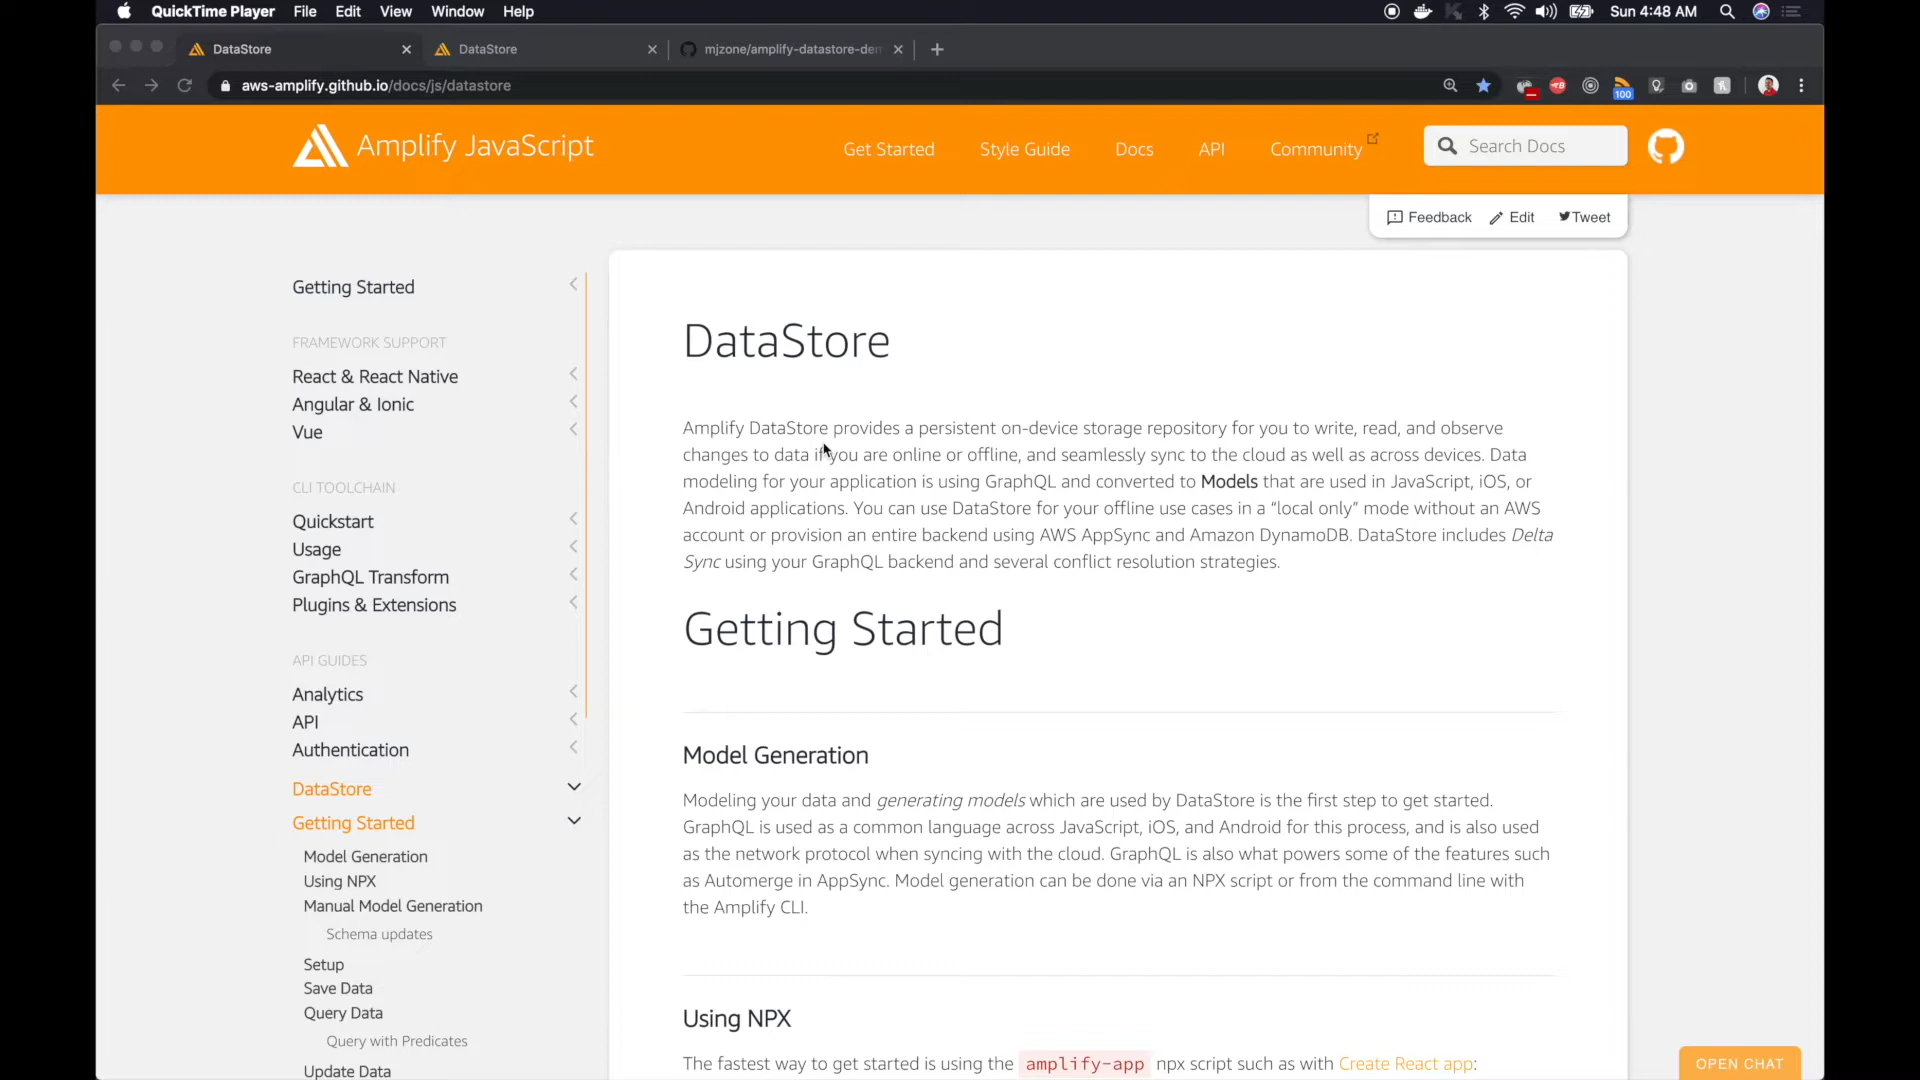 QuickTime Player File Edit View Window Help Sun 4:48 AM
DataStore DataStore mjzone/amplify-datastore-dem
aws-amplify.github.io/docs/js/datastore 100
Amplify JavaScript Get Started Style Guide Docs API Community Search Docs
Feedback Edit Tweet
Getting Started
FRAMEWORK SUPPORT
React & React Native
Angular & Ionic
Vue
CLI TOOLCHAIN
Quickstart
Usage
GraphQL Transform
Plugins & Extensions
API GUIDES
Analytics
API
Authentication
DataStore
Getting Started
Model Generation
Using NPX
Manual Model Generation
Schema updates
Setup
Save Data
Query Data
Query with Predicates
Update Data
DataStore
Amplify DataStore provides a persistent on-device storage repository for you to write, read, and observe
changes to data if you are online or offline, and seamlessly sync to the cloud as well as across devices. Data
modeling for your application is using GraphQL and converted to Models that are used in JavaScript, iOS, or
Android applications. You can use DataStore for your offline use cases in a “local only” mode without an AWS
account or provision an entire backend using AWS AppSync and Amazon DynamoDB. DataStore includes Delta
Sync using your GraphQL backend and several conflict resolution strategies.
Getting Started
Model Generation
Modeling your data and generating models which are used by DataStore is the first step to get started.
GraphQL is used as a common language across JavaScript, iOS, and Android for this process, and is also used
as the network protocol when syncing with the cloud. GraphQL is also what powers some of the features such
as Automerge in AppSync. Model generation can be done via an NPX script or from the command line with
the Amplify CLI.
Using NPX
The fastest way to get started is using the amplify-app npx script such as with Create React app:
OPEN CHAT